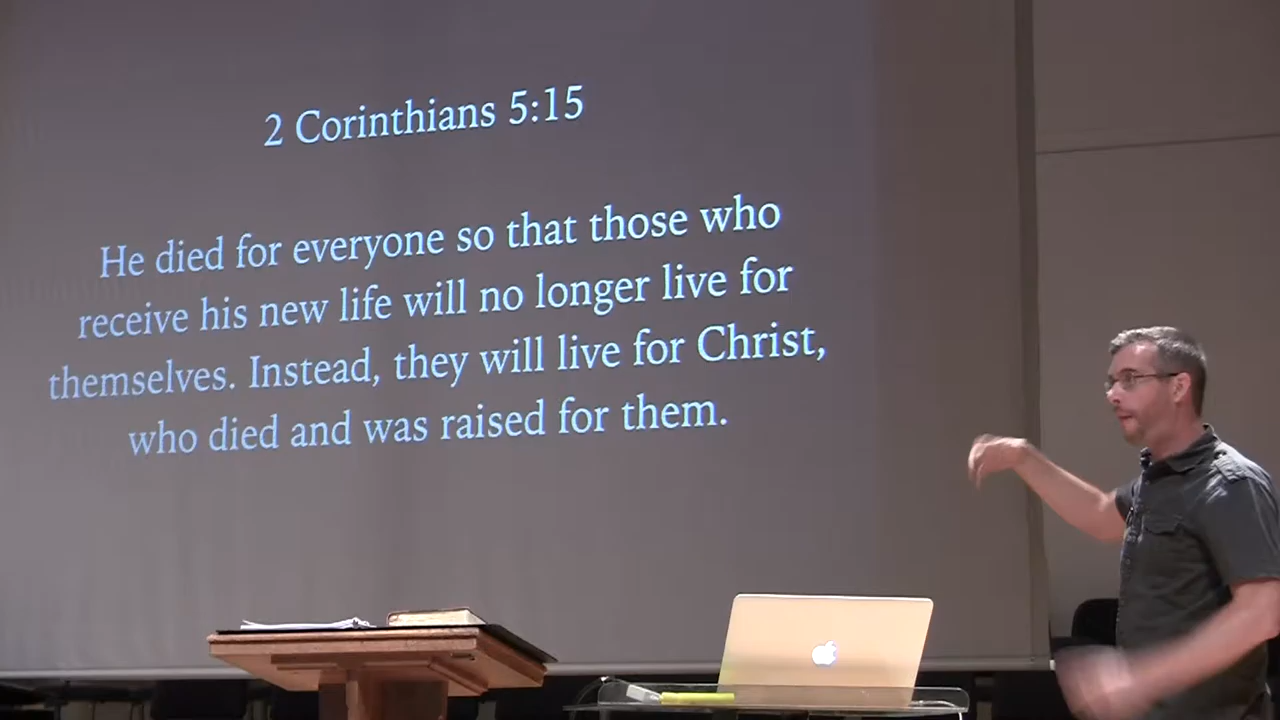 2 Corinthians 5:15
He died for everyone so that those who
receive his new life will no longer live for
themselves. Instead, they will live for Christ,
who died and was raised for them.